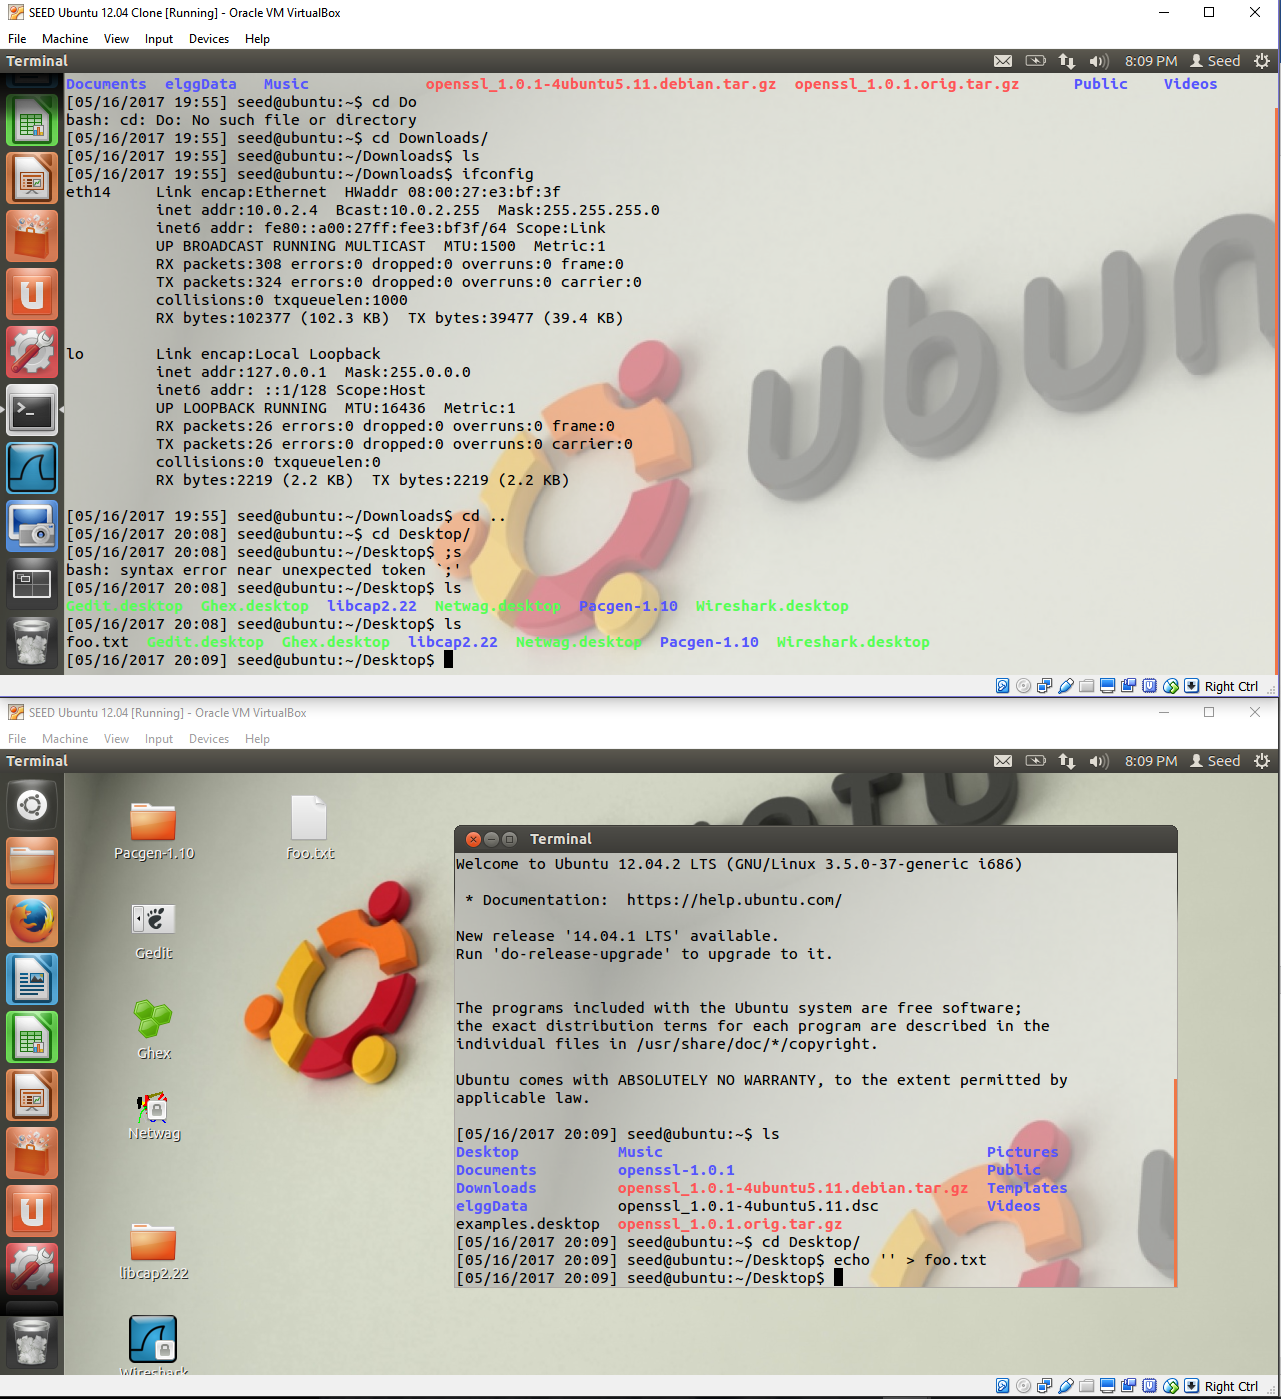 SEED Ubuntu 12.04 Clone [Running] - Oracle VM VirtualBox
File Machine View Input Devices Help
Terminal 8:09 PM Seed
Documents elggData Music openssl_1.0.1-4ubuntu5.11.debian.tar.gz openssl_1.0.1.orig.tar.gz Public Videos
[05/16/2017 19:55] seed@ubuntu:~$ cd Do
bash: cd: Do: No such file or directory
[05/16/2017 19:55] seed@ubuntu:~$ cd Downloads/
[05/16/2017 19:55] seed@ubuntu:~/Downloads$ ls
[05/16/2017 19:55] seed@ubuntu:~/Downloads$ ifconfig
eth14 Link encap:Ethernet HWaddr 08:00:27:e3:bf:3f
inet addr:10.0.2.4 Bcast:10.0.2.255 Mask:255.255.255.0
inet6 addr: fe80::a00:27ff:fee3:bf3f/64 Scope:Link
UP BROADCAST RUNNING MULTICAST MTU:1500 Metric:1
RX packets:308 errors:0 dropped:0 overruns:0 frame:0
TX packets:324 errors:0 dropped:0 overruns:0 carrier:0
collisions:0 txqueuelen:1000
RX bytes:102377 (102.3 KB) TX bytes:39477 (39.4 KB)
lo Link encap:Local Loopback
inet addr:127.0.0.1 Mask:255.0.0.0
inet6 addr: ::1/128 Scope:Host
UP LOOPBACK RUNNING MTU:16436 Metric:1
RX packets:26 errors:0 dropped:0 overruns:0 frame:0
TX packets:26 errors:0 dropped:0 overruns:0 carrier:0
collisions:0 txqueuelen:0
RX bytes:2219 (2.2 KB) TX bytes:2219 (2.2 KB)
[05/16/2017 19:55] seed@ubuntu:~/Downloads$ cd ..
[05/16/2017 20:08] seed@ubuntu:~$ cd Desktop/
[05/16/2017 20:08] seed@ubuntu:~/Desktop$ ;s
bash: syntax error near unexpected token `;'
[05/16/2017 20:08] seed@ubuntu:~/Desktop$ ls
Gedit.desktop Ghex.desktop libcap2.22 Netwag.desktop Pacgen-1.10 Wireshark.desktop
[05/16/2017 20:08] seed@ubuntu:~/Desktop$ ls
foo.txt Gedit.desktop Ghex.desktop libcap2.22 Netwag.desktop Pacgen-1.10 Wireshark.desktop
[05/16/2017 20:09] seed@ubuntu:~/Desktop$
ubun
Right Ctrl
SEED Ubuntu 12.04 [Running] - Oracle VM VirtualBox
File Machine View Input Devices Help
Terminal 8:09 PM Seed
Pacgen-1.10
foo.txt
Gedit
Ghex
Netwag
libcap2.22
Wireshark
Terminal
Welcome to Ubuntu 12.04.2 LTS (GNU/Linux 3.5.0-37-generic i686)
* Documentation: https://help.ubuntu.com/
New release '14.04.1 LTS' available.
Run 'do-release-upgrade' to upgrade to it.
The programs included with the Ubuntu system are free software;
the exact distribution terms for each program are described in the
individual files in /usr/share/doc/*/copyright.
Ubuntu comes with ABSOLUTELY NO WARRANTY, to the extent permitted by
applicable law.
[05/16/2017 20:09] seed@ubuntu:~$ ls
Desktop Music Pictures
Documents openssl-1.0.1 Public
Downloads openssl_1.0.1-4ubuntu5.11.debian.tar.gz Templates
elggData openssl_1.0.1-4ubuntu5.11.dsc Videos
examples.desktop openssl_1.0.1.orig.tar.gz
[05/16/2017 20:09] seed@ubuntu:~$ cd Desktop/
[05/16/2017 20:09] seed@ubuntu:~/Desktop$ echo '' > foo.txt
[05/16/2017 20:09] seed@ubuntu:~/Desktop$
Right Ctrl